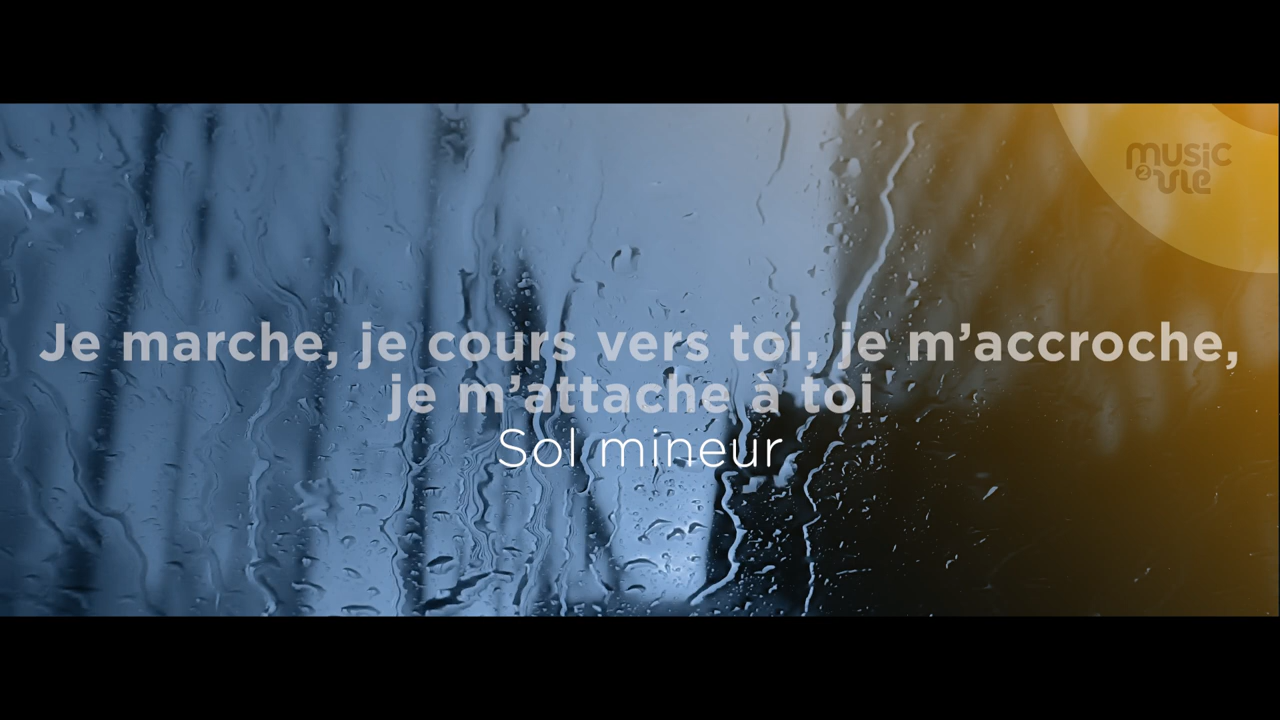 music
2 vie
Je marche, je cours vers toi, je m’accroche,
je m’attache à toi
Sol mineur